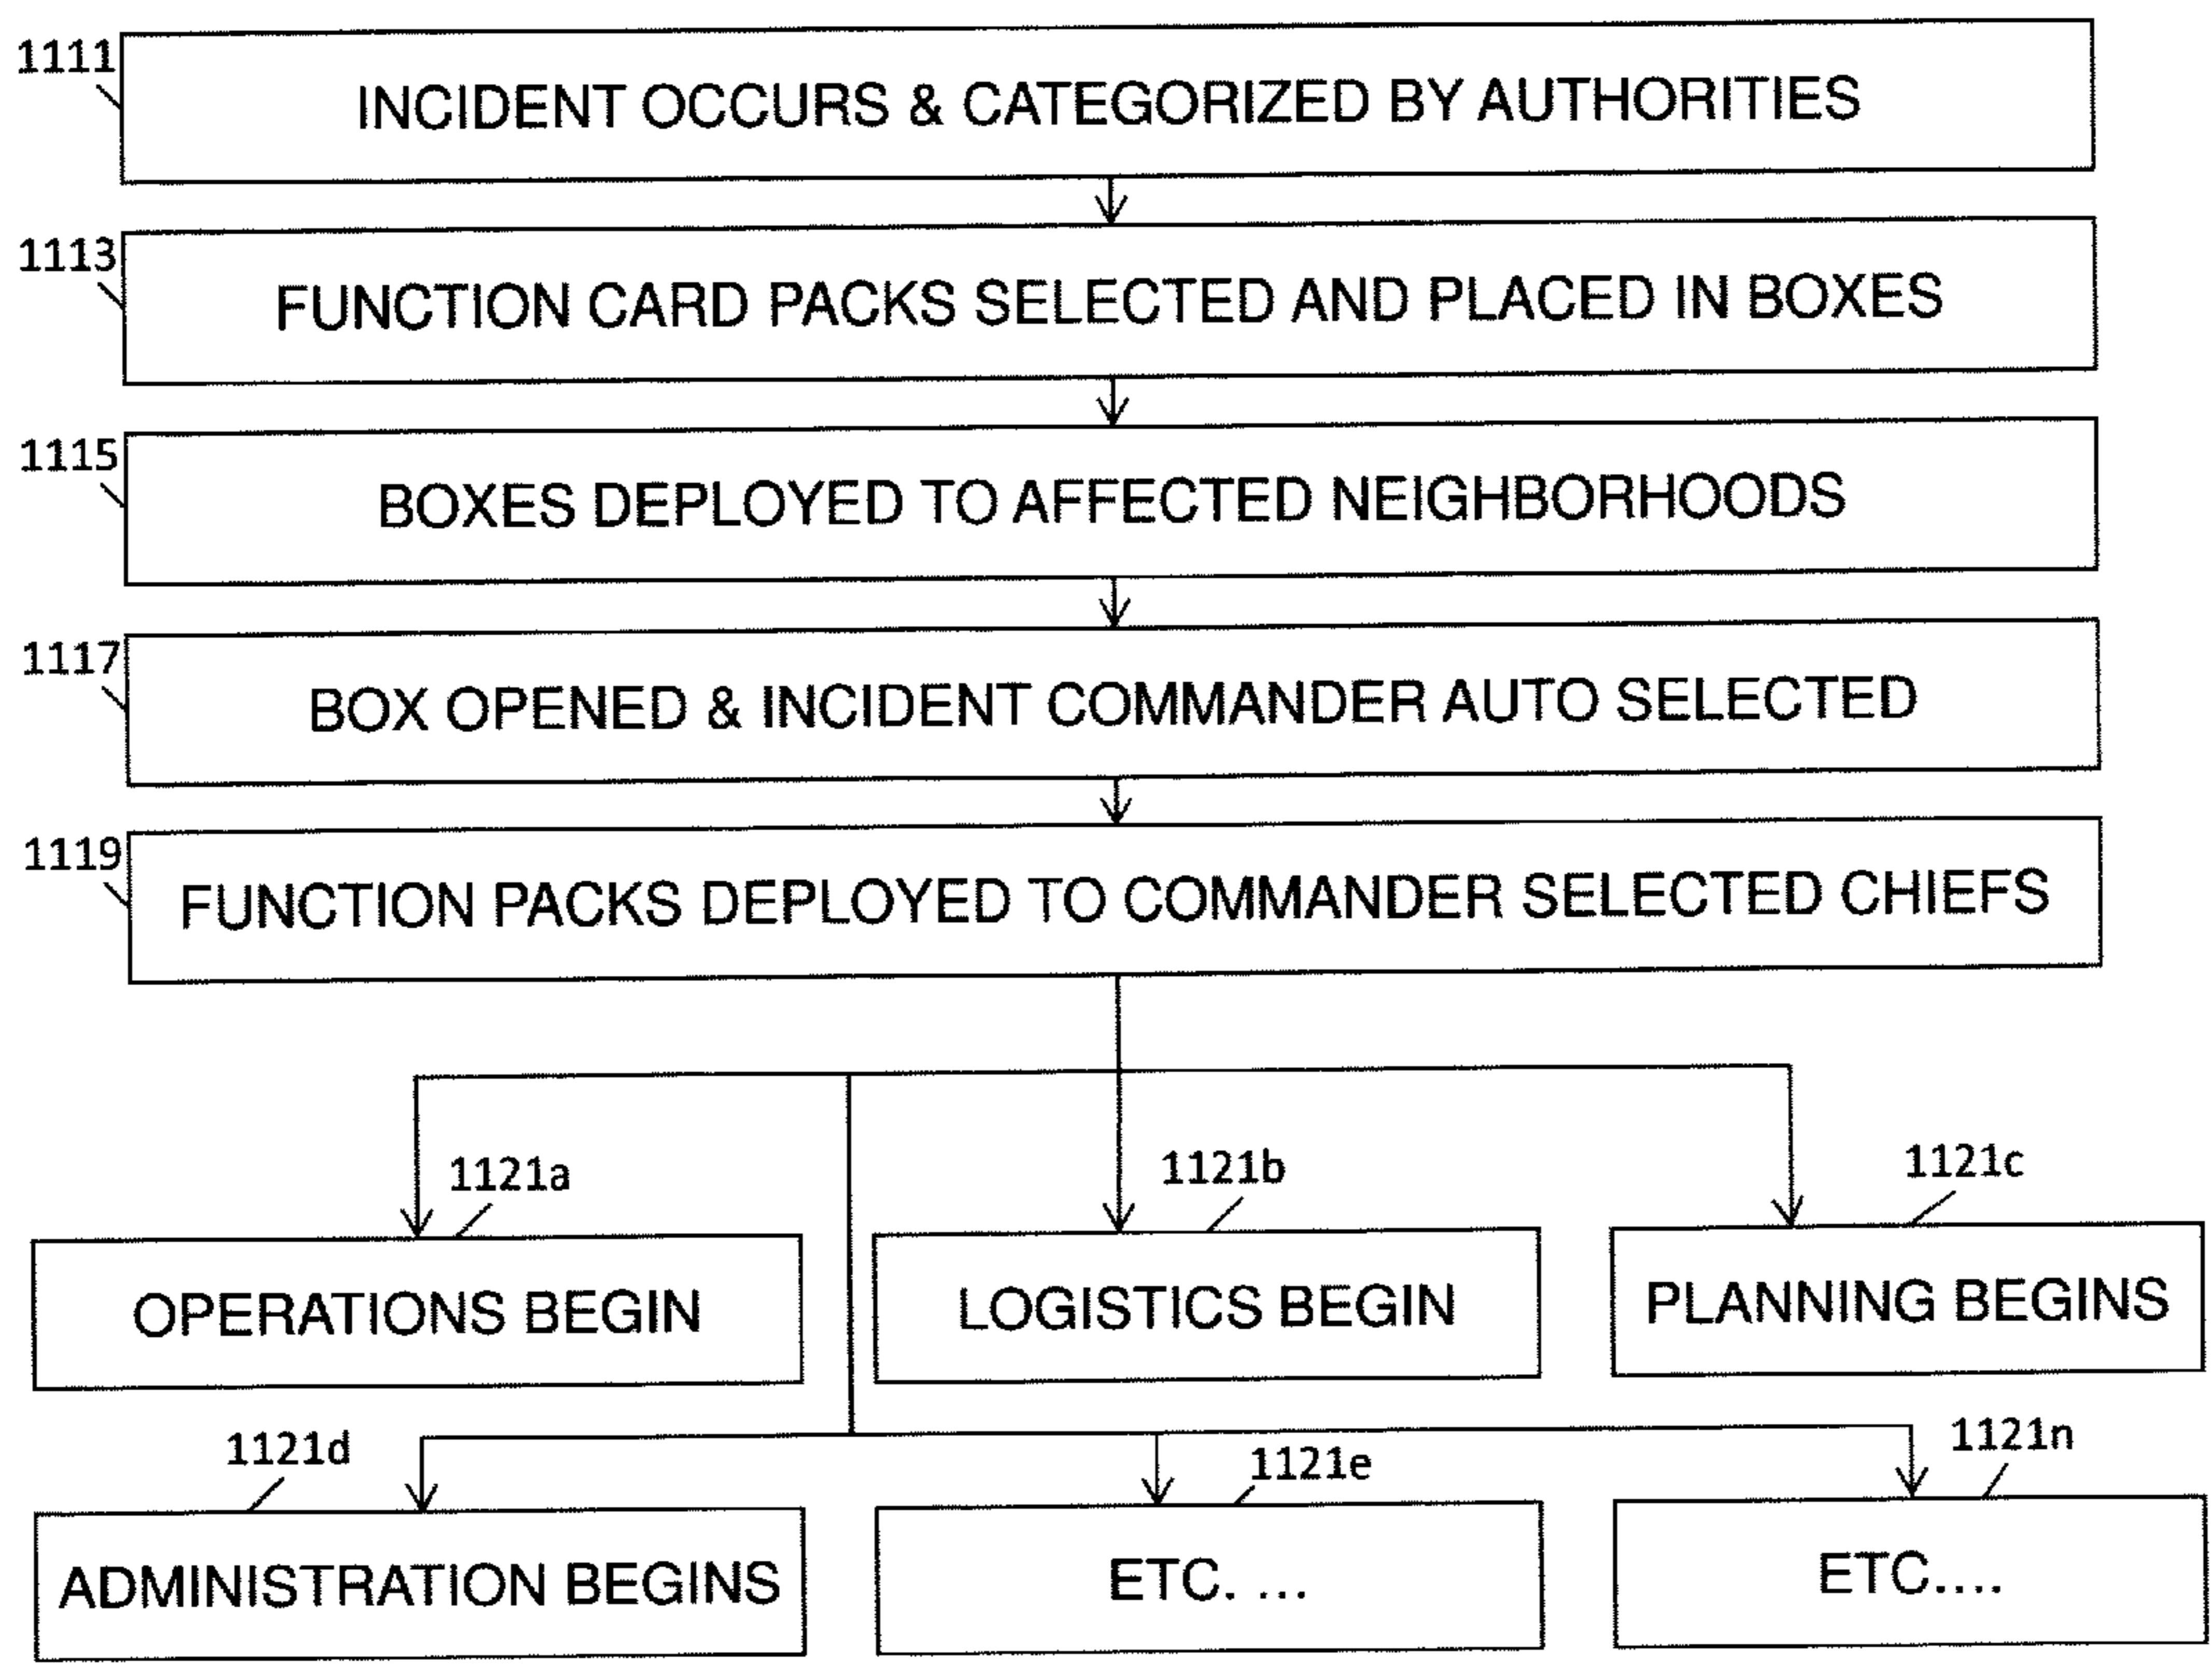 1111
INCIDENT OCCURS & CATEGORIZED BY AUTHORITIES
1113
FUNCTION CARD PACKS SELECTED AND PLACED IN BOXES
1115
BOXES DEPLOYED TO AFFECTED NEIGHBORHOODS
1117
BOX OPENED & INCIDENT COMMANDER AUTO SELECTED
1119
FUNCTION PACKS DEPLOYED TO COMMANDER SELECTED CHIEFS
1121a
1121b
1121c
OPERATIONS BEGIN
LOGISTICS BEGIN
PLANNING BEGINS
1121d
1121e
1121n
ADMINISTRATION BEGINS
ETC. ...
ETC....